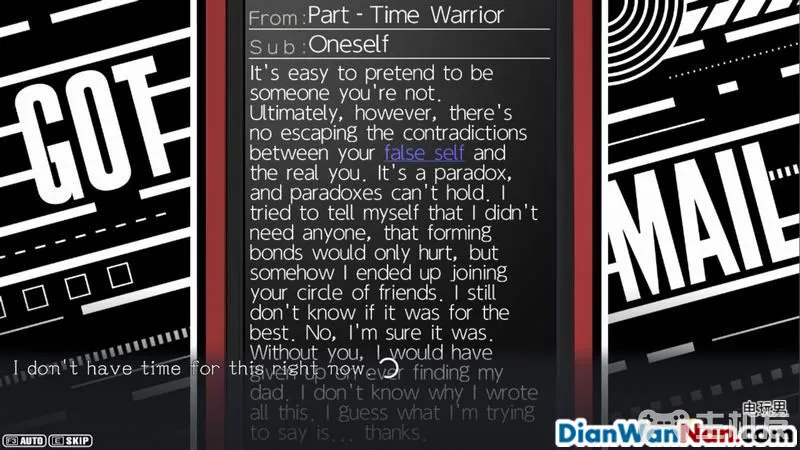 GOT
MAIL
From: Part - Time Warrior
Sub: Oneself
It's easy to pretend to be
someone you're not.
Ultimately, however, there's
no escaping the contradictions
between your false self and
the real you. It's a paradox,
and paradoxes can't hold. I
tried to tell myself that I didn't
need anyone, that forming
bonds would only hurt, but
somehow I ended up joining
your circle of friends. I still
don't know if it was for the
best. No, I'm sure it was.
Without you, I would have
given up on ever finding my
dad. I don't know why I wrote
all this. I guess what I'm trying
to say is... thanks.
I don't have time for this right now.
AUTO
SKIP
电玩男
DianWanNan.com